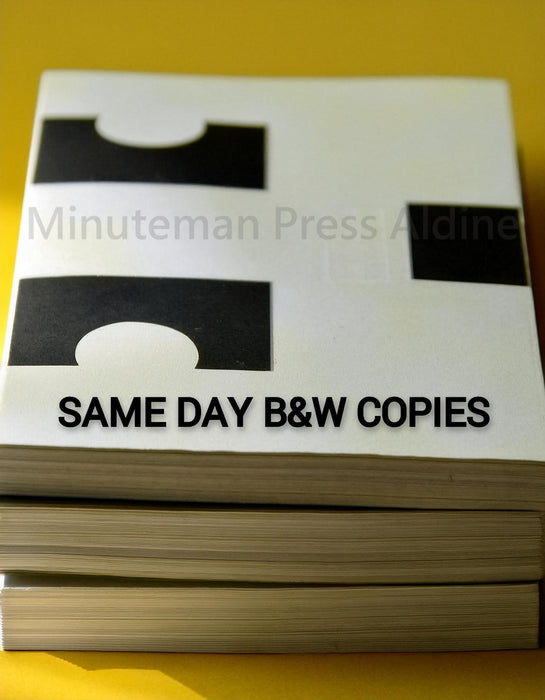 Minuteman Press Aldine
SAME DAY B&W COPIES